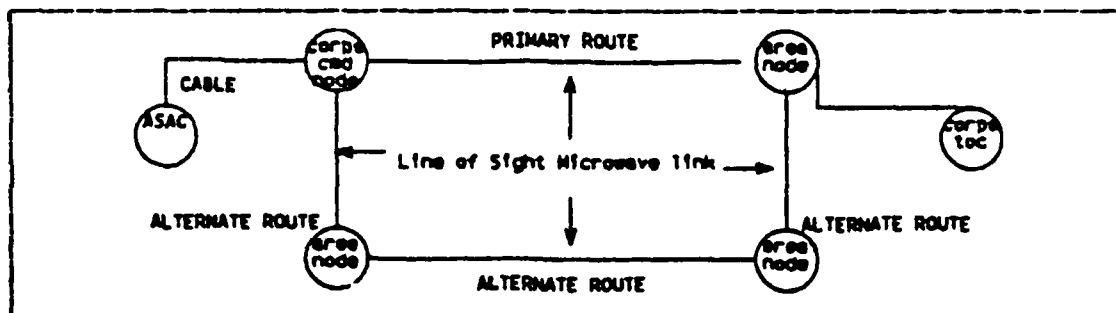 PRIMARY ROUTE
corps
cmd
node
area
node
CABLE
ASAC
corps
toc
Line of Sight Microwave link
ALTERNATE ROUTE
ALTERNATE ROUTE
area
node
area
node
ALTERNATE ROUTE